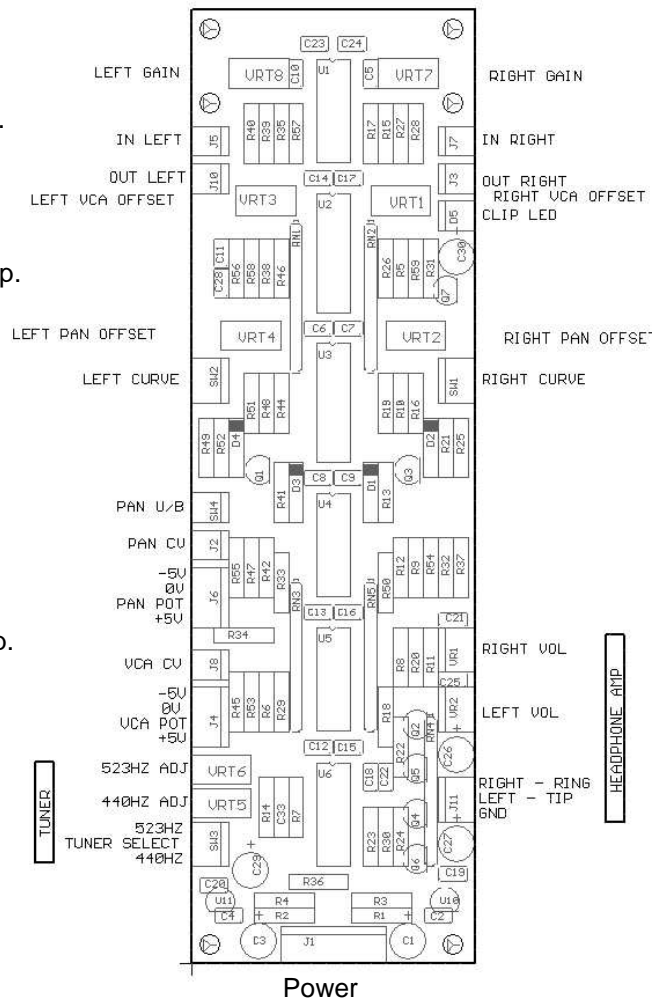 C23 C24
LEFT GAIN VRT8 C10 U1 C5 VRT7 RIGHT GAIN
.
R40 R39 R35 R57 R17 R15 R27 R28
IN LEFT J5 J7 IN RIGHT
OUT LEFT J10 C14 C17 J3 OUT RIGHT
LEFT VCA OFFSET VRT3 U2 VRT1 RIGHT VCA OFFSET
D5 CLIP LED
RN1 RN2
C11 C28 R56 R58 R38 R46 R26 R5 R59 R31 C30
p.
Q7
LEFT PAN OFFSET VRT4 C6 C7 VRT2 RIGHT PAN OFFSET
U3
LEFT CURVE SW2 SW1 RIGHT CURVE
R51 R48 R44 R19 R10 R16
R49 R52 D4 D2 R21 R25
Q1 D3 C8 C9 D1 Q3
R41 R13
PAN U/B SW4 U4
PAN CV J2
-5V
0V J6 R55 R47 R42 R33 R50 R12 R9 R54 R32 R37
PAN POT
+5V RN3 C13 C16 RN5 C21
o.
R34 U5
VCA CV J8 R8 R20 R11 VR1 RIGHT VOL
C25
-5V
0V J4 R45 R53 R6 R29 R18 VR2 LEFT VOL
VCA POT
+5V Q2 RN4
C12 C15 R22 C26
HEADPHONE AMP
523HZ ADJ VRT6 U6 C18 C22 Q5
TUNER
440HZ ADJ VRT5 J11 RIGHT - RING
LEFT - TIP
GND
R14 C33 R7 Q4
523HZ
TUNER SELECT SW3 R23 R30 R24 C27
440HZ
+ C29 Q6 C19
C20 R36
U11 R4 R3 U10
C4 + R2 R1 + C2
C3 J1 C1
Power